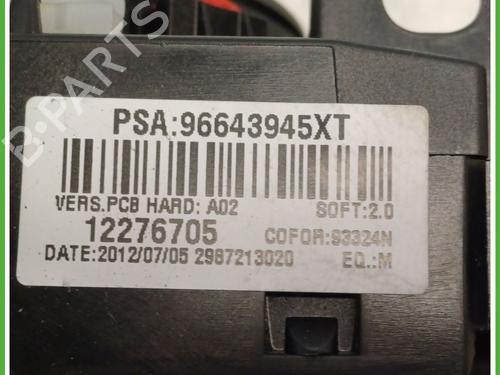 B-PARTS
PSA:96643945XT
VERS.PCB HARD: A02 SOFT:2.0
12276705 COFOR:93324N
DATE:2012/07/05 2987213020 EQ.:M